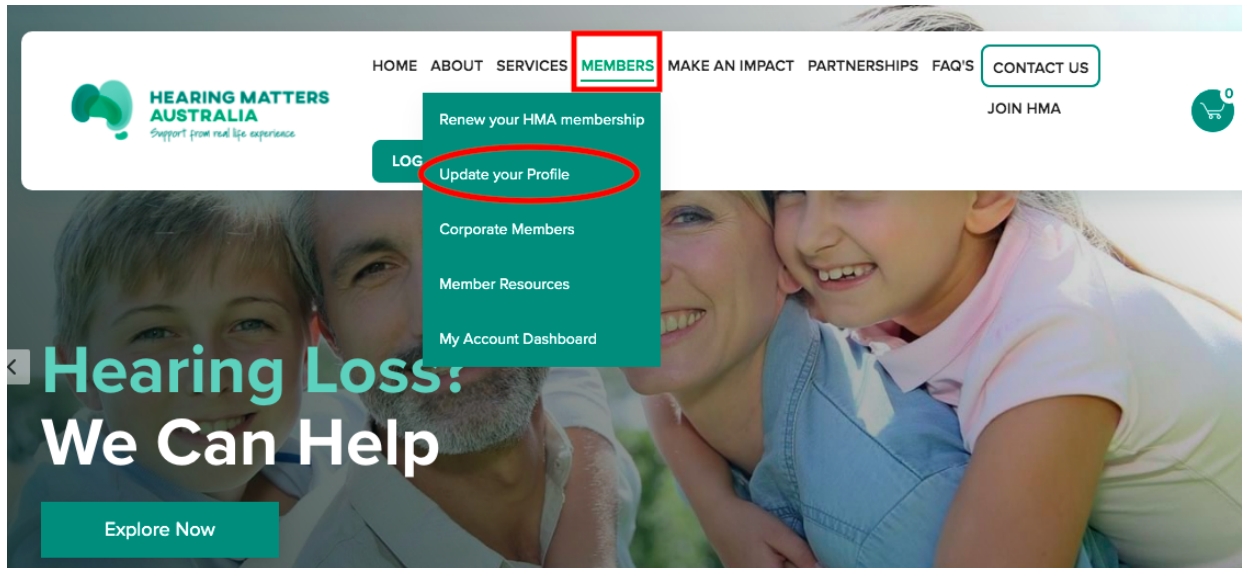 HOME ABOUT SERVICES MEMBERS MAKE AN IMPACT PARTNERSHIPS FAQ'S CONTACT US
HEARING MATTERS
AUSTRALIA
Support from real life experience
JOIN HMA
0
LOG
Renew your HMA membership
Update your Profile
Corporate Members
Member Resources
My Account Dashboard
Hearing Loss?
We Can Help
Explore Now